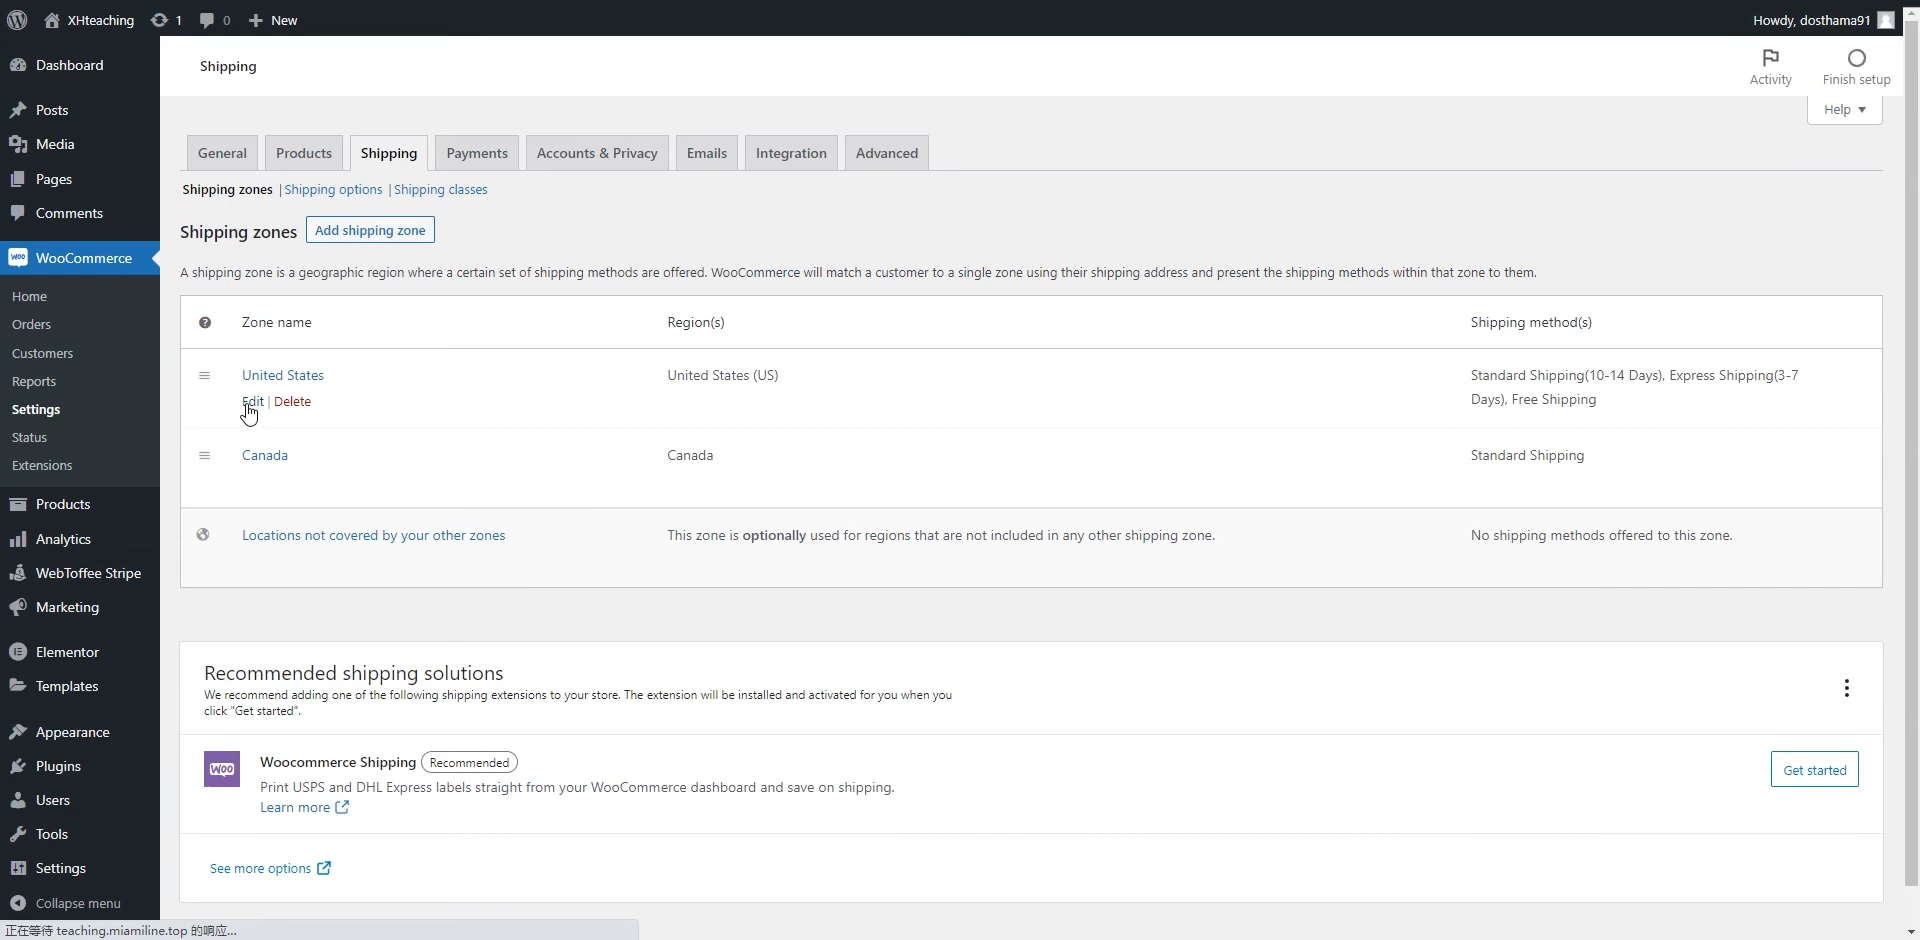 XHteaching 1 0 New Howdy, dosthama91
Dashboard
Posts
Media
Pages
Comments
WooCommerce
Home
Orders
Customers
Reports
Settings
Status
Extensions
Products
Analytics
WebToffee Stripe
Marketing
Elementor
Templates
Appearance
Plugins
Users
Tools
Settings
Collapse menu
Shipping
Activity
Finish setup
Help
General Products Shipping Payments Accounts & Privacy Emails Integration Advanced
Shipping zones | Shipping options | Shipping classes
Shipping zones Add shipping zone
A shipping zone is a geographic region where a certain set of shipping methods are offered. WooCommerce will match a customer to a single zone using their shipping address and present the shipping methods within that zone to them.
? Zone name Region(s) Shipping method(s)
United States United States (US) Standard Shipping(10-14 Days), Express Shipping(3-7
Days), Free Shipping
Edit | Delete
Canada Canada Standard Shipping
Locations not covered by your other zones This zone is optionally used for regions that are not included in any other shipping zone. No shipping methods offered to this zone.
Recommended shipping solutions
We recommend adding one of the following shipping extensions to your store. The extension will be installed and activated for you when you
click "Get started".
WOO Woocommerce Shipping Recommended
Print USPS and DHL Express labels straight from your WooCommerce dashboard and save on shipping.
Learn more
Get started
See more options
正在等待 teaching.miamiline.top 的响应...